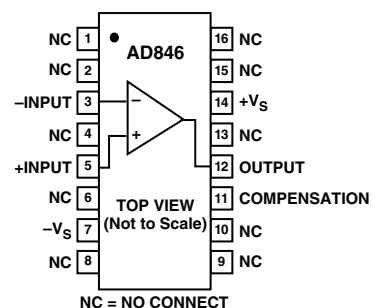 NC 1 AD846 16 NC
NC 2 15 NC
–INPUT 3 – 14 +VS
NC 4 13 NC
+INPUT 5 + 12 OUTPUT
NC 6 TOP VIEW 11 COMPENSATION
–VS 7 (Not to Scale) 10 NC
NC 8 9 NC
NC = NO CONNECT